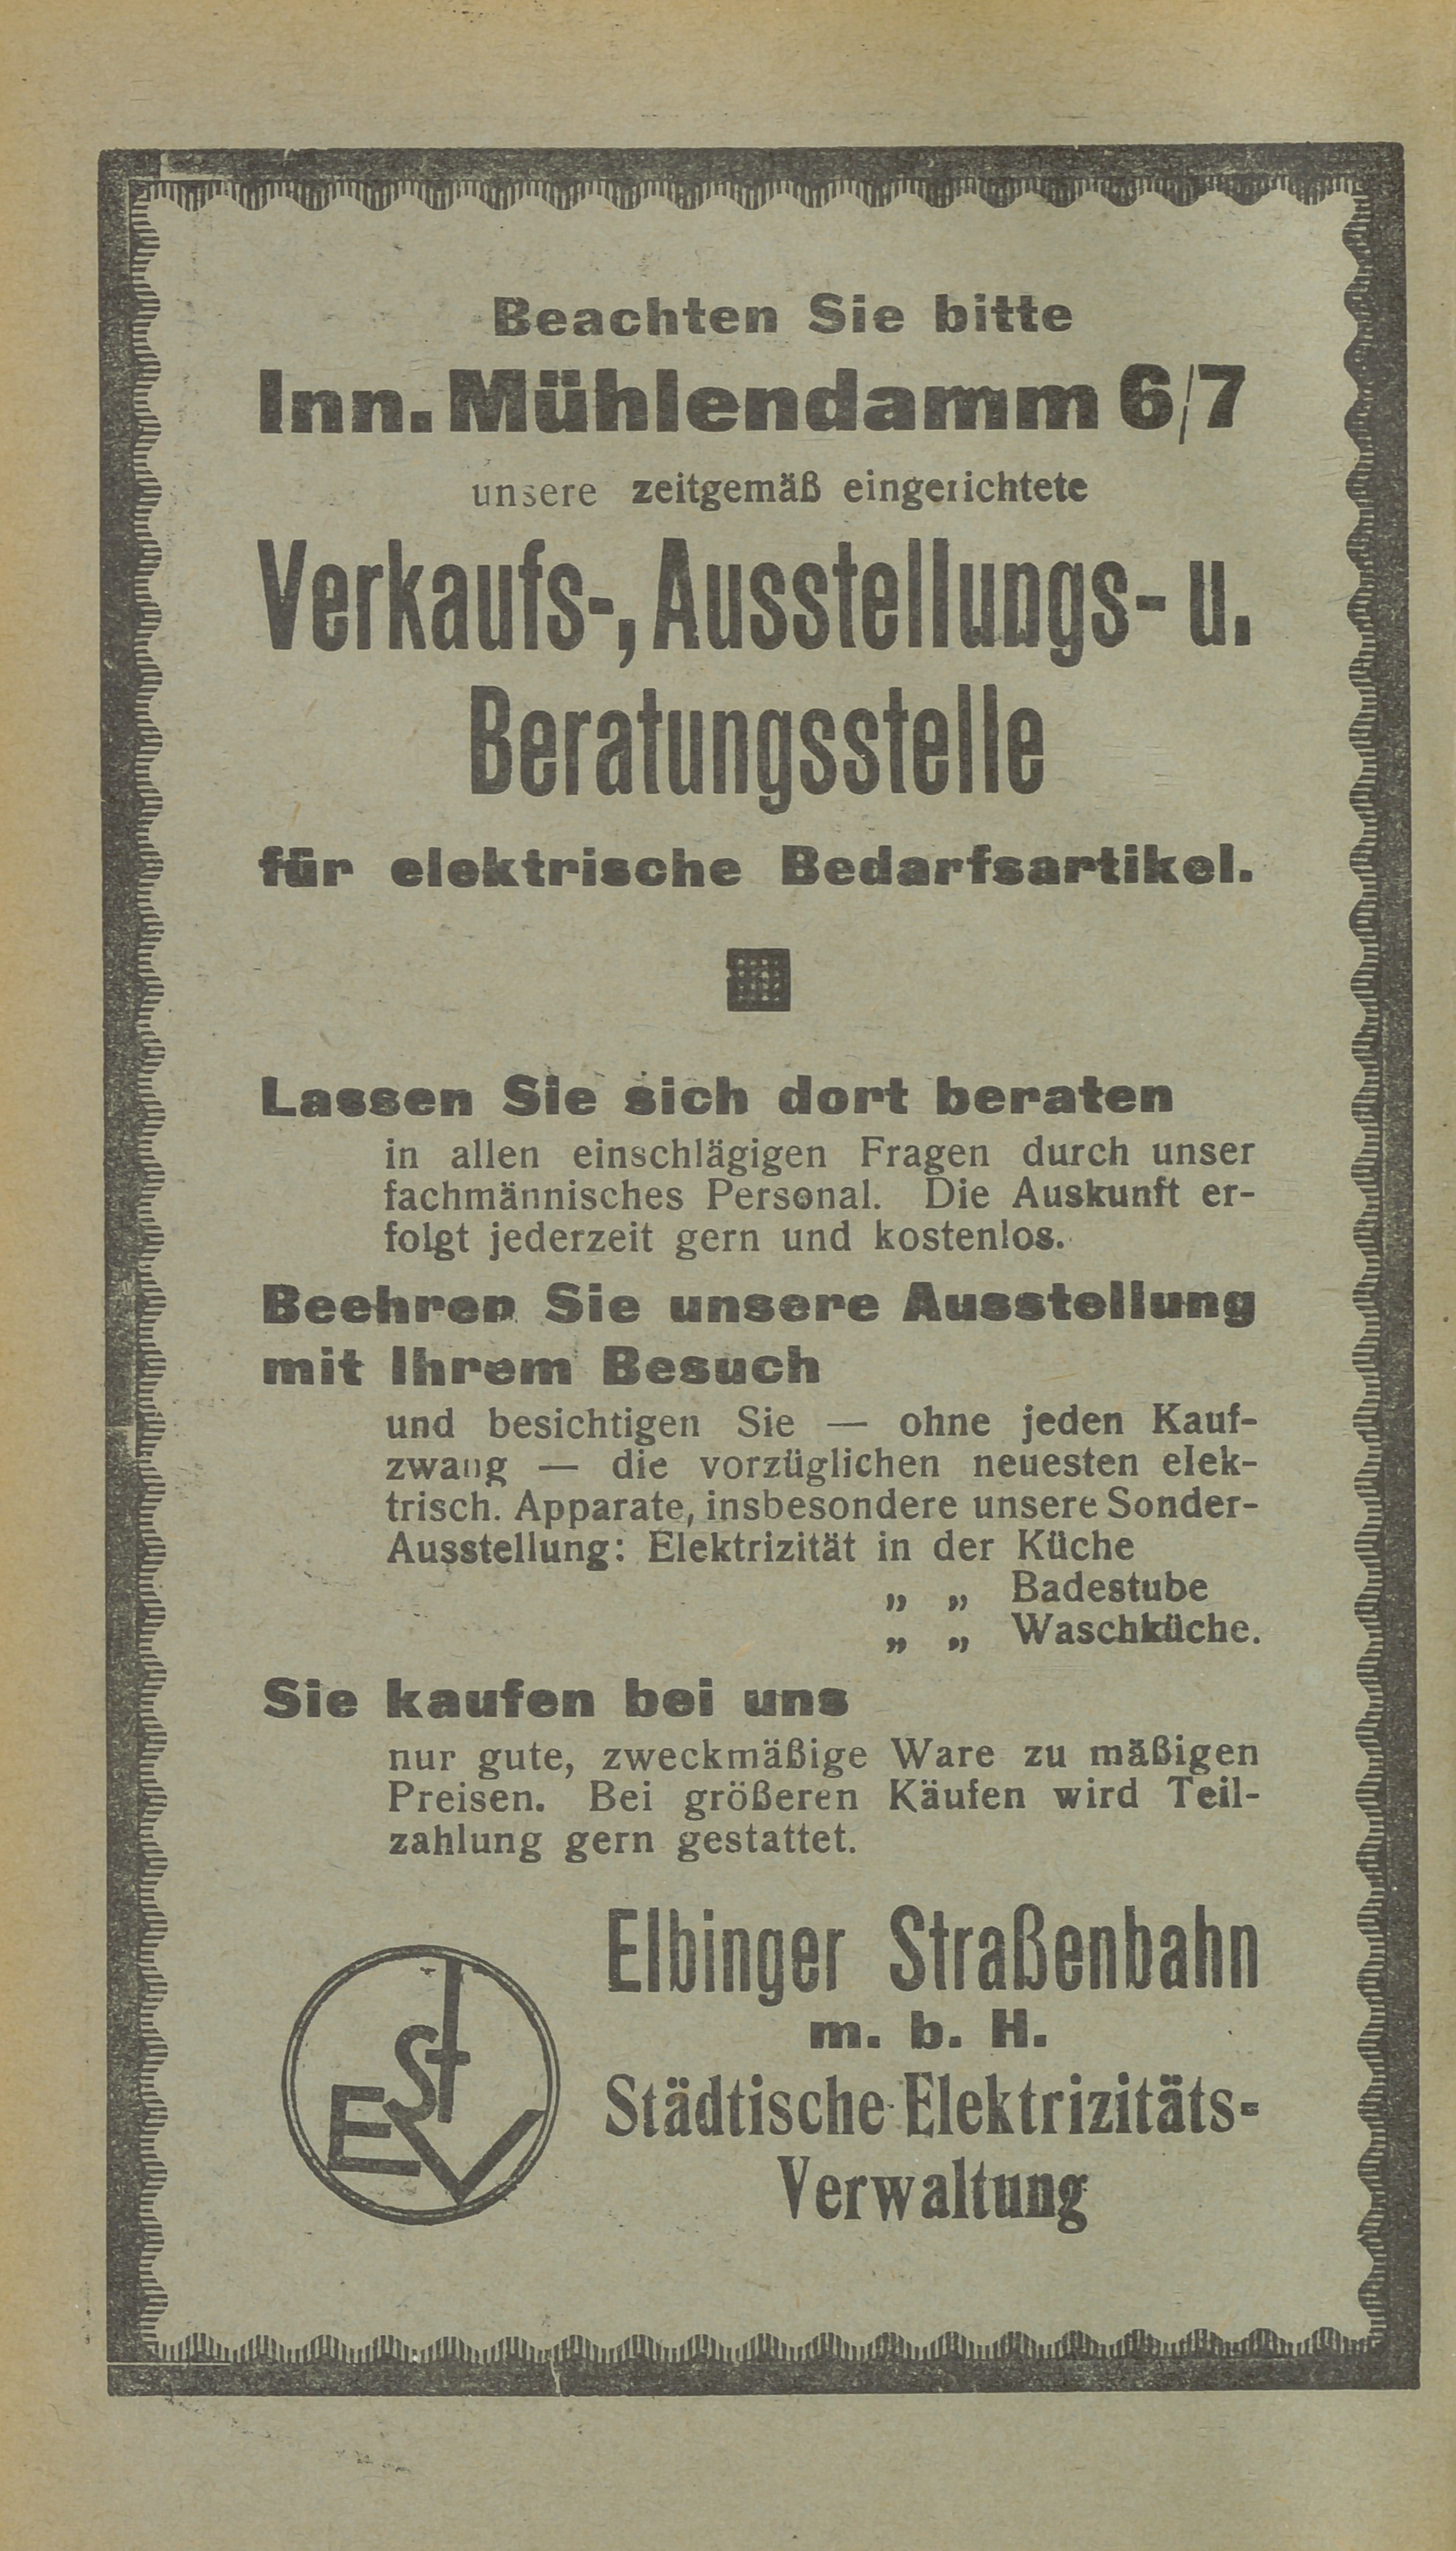 Beachten Sie bitte
Inn. Mühlendamm 6/7
unsere zeitgemäß eingerichtete
Verkaufs-, Ausstellungs- u.
Beratungsstelle
für elektrische Bedarfsartikel.
Lassen Sie sich dort beraten
in allen einschlägigen Fragen durch unser
fachmännisches Personal. Die Auskunft er-
folgt jederzeit gern und kostenlos.
Beehren Sie unsere Ausstellung
mit Ihrem Besuch
und besichtigen Sie — ohne jeden Kauf-
zwang — die vorzüglichen neuesten elek-
trisch. Apparate, insbesondere unsere Sonder-
Ausstellung: Elektrizität in der Küche
„ „ Badestube
„ „ Waschküche.
Sie kaufen bei uns
nur gute, zweckmäßige Ware zu mäßigen
Preisen. Bei größeren Käufen wird Teil-
zahlung gern gestattet.
Elbinger Straßenbahn
m. b. H.
Städtische Elektrizitäts-
Verwaltung
EStV